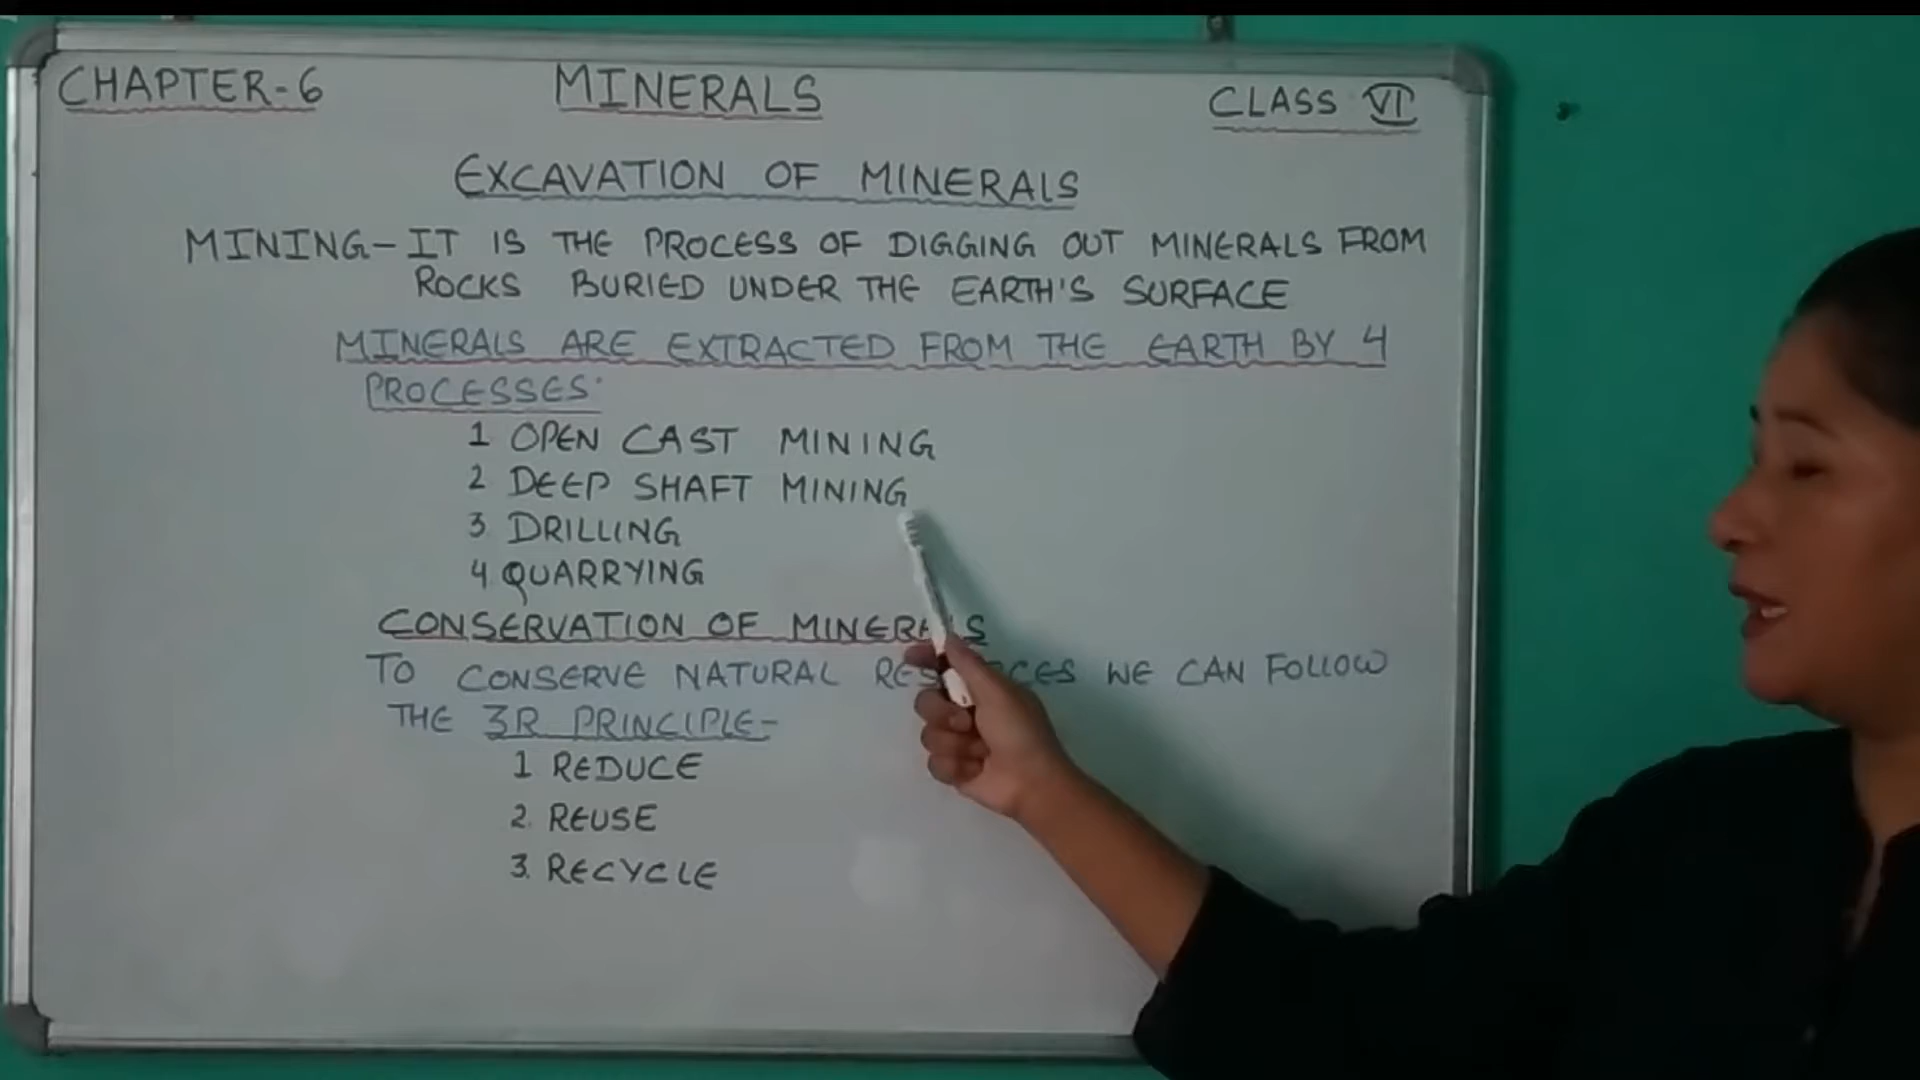 CHAPTER-6 MINERALS CLASS VI
EXCAVATION OF MINERALS
MINING-IT IS THE PROCESS OF DIGGING OUT MINERALS FROM
ROCKS BURIED UNDER THE EARTH'S SURFACE
MINERALS ARE EXTRACTED FROM THE EARTH BY 4
PROCESSES:
1 OPEN CAST MINING
2 DEEP SHAFT MINING
3 DRILLING
4 QUARRYING
CONSERVATION OF MINERALS
TO CONSERVE NATURAL WE CAN FOLLOW
THE 3R PRINCIPLE-
1 REDUCE
2. REUSE
3. RECYCLE